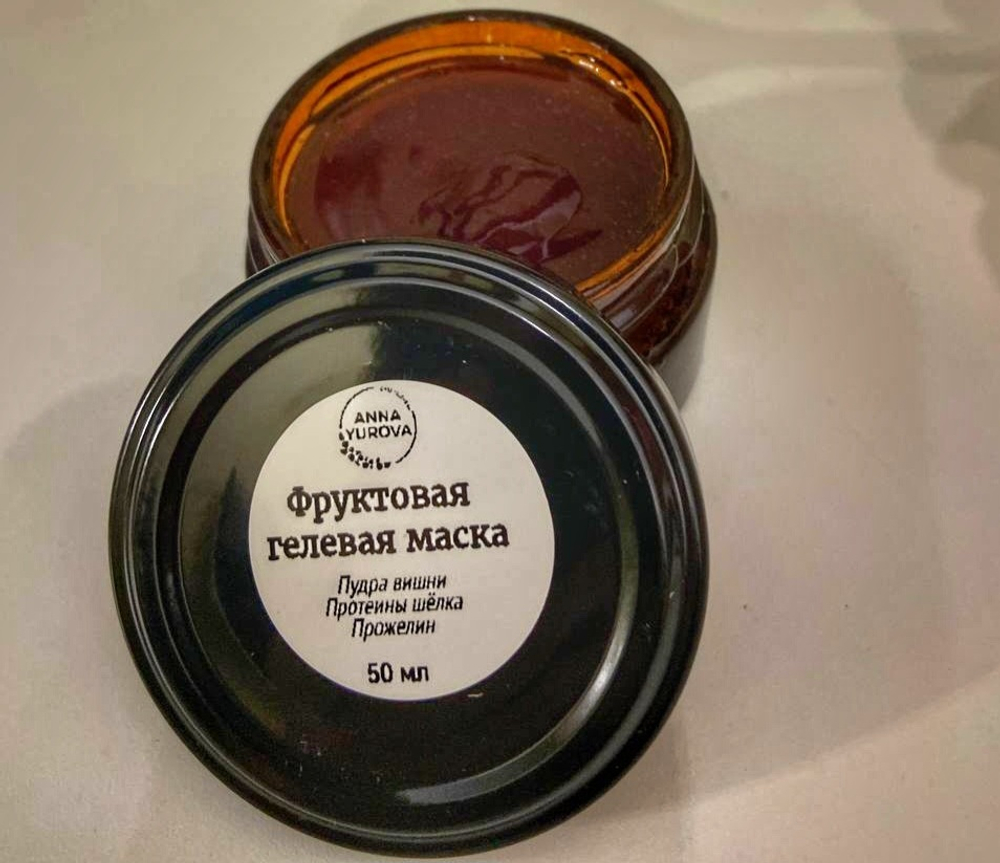 ANNA
YUROVA
Фруктовая
гелевая маска
Пудра вишни
Протеины шёлка
Прожелин
50 мл